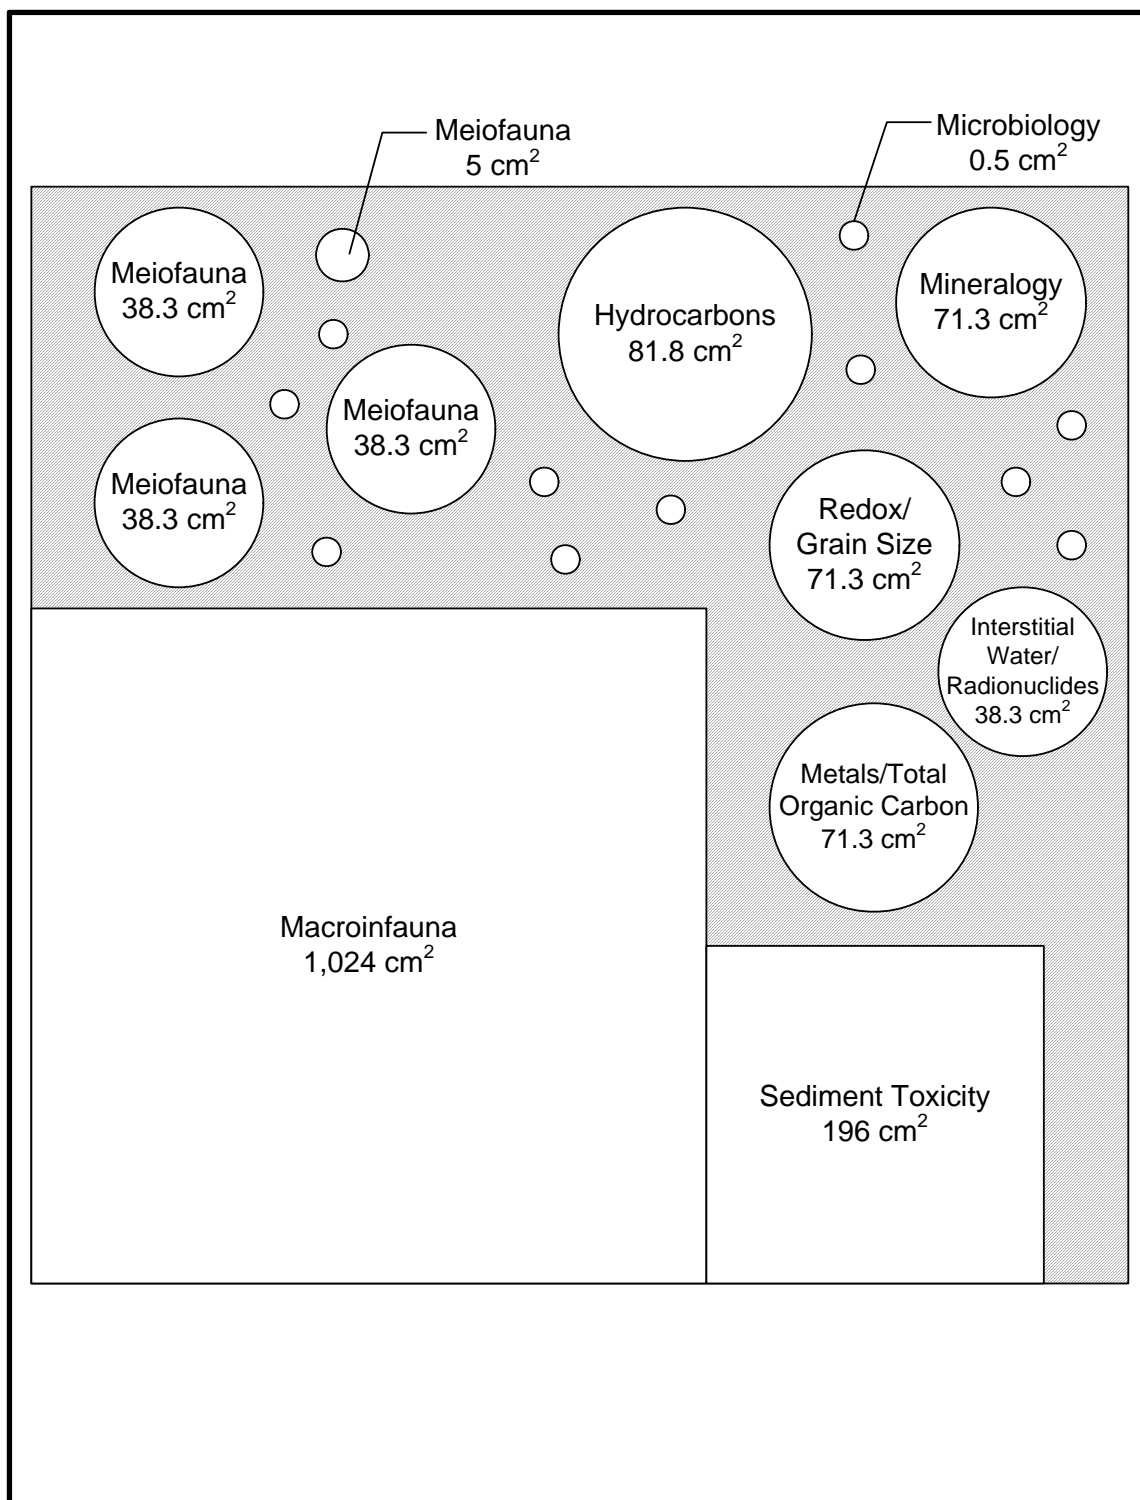 Meiofauna
5 cm²
Microbiology
0.5 cm²
Meiofauna
38.3 cm²
Hydrocarbons
81.8 cm²
Mineralogy
71.3 cm²
Meiofauna
38.3 cm²
Meiofauna
38.3 cm²
Redox/
Grain Size
71.3 cm²
Interstitial
Water/
Radionuclides
38.3 cm²
Metals/Total
Organic Carbon
71.3 cm²
Macroinfauna
1,024 cm²
Sediment Toxicity
196 cm²